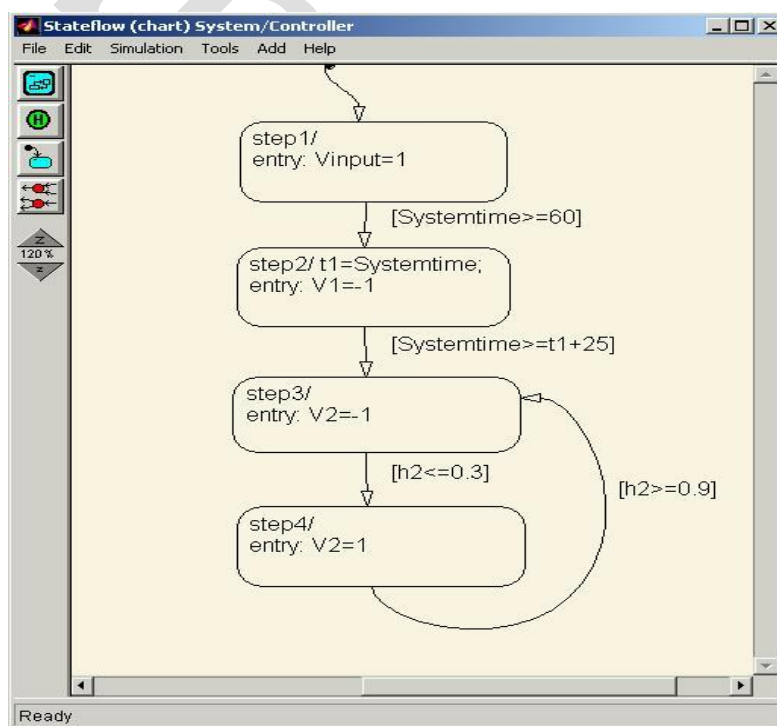 Stateflow (chart) System/Controller
File Edit Simulation Tools Add Help
step1/
entry: Vinput=1
[Systemtime>=60]
step2/ t1=Systemtime;
entry: V1=-1
[Systemtime>=t1+25]
step3/
entry: V2=-1
[h2<=0.3]
[h2>=0.9]
step4/
entry: V2=1
H
Z
120%
z
Ready